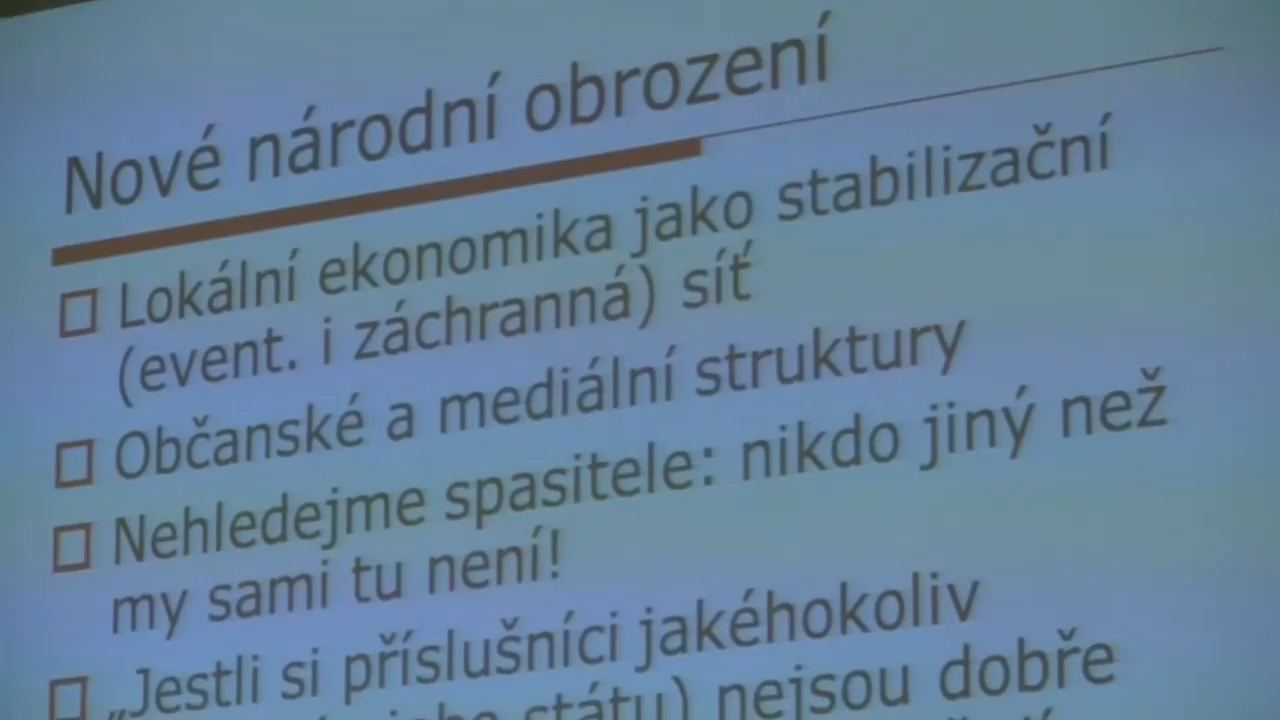 Nové národní obrození
Lokální ekonomika jako stabilizační
(event. i záchranná) síť
Občanské a mediální struktury
Nehledejme spasitele: nikdo jiný než
my sami tu není!
„Jestli si příslušníci jakéhokoliv
státu) nejsou dobře